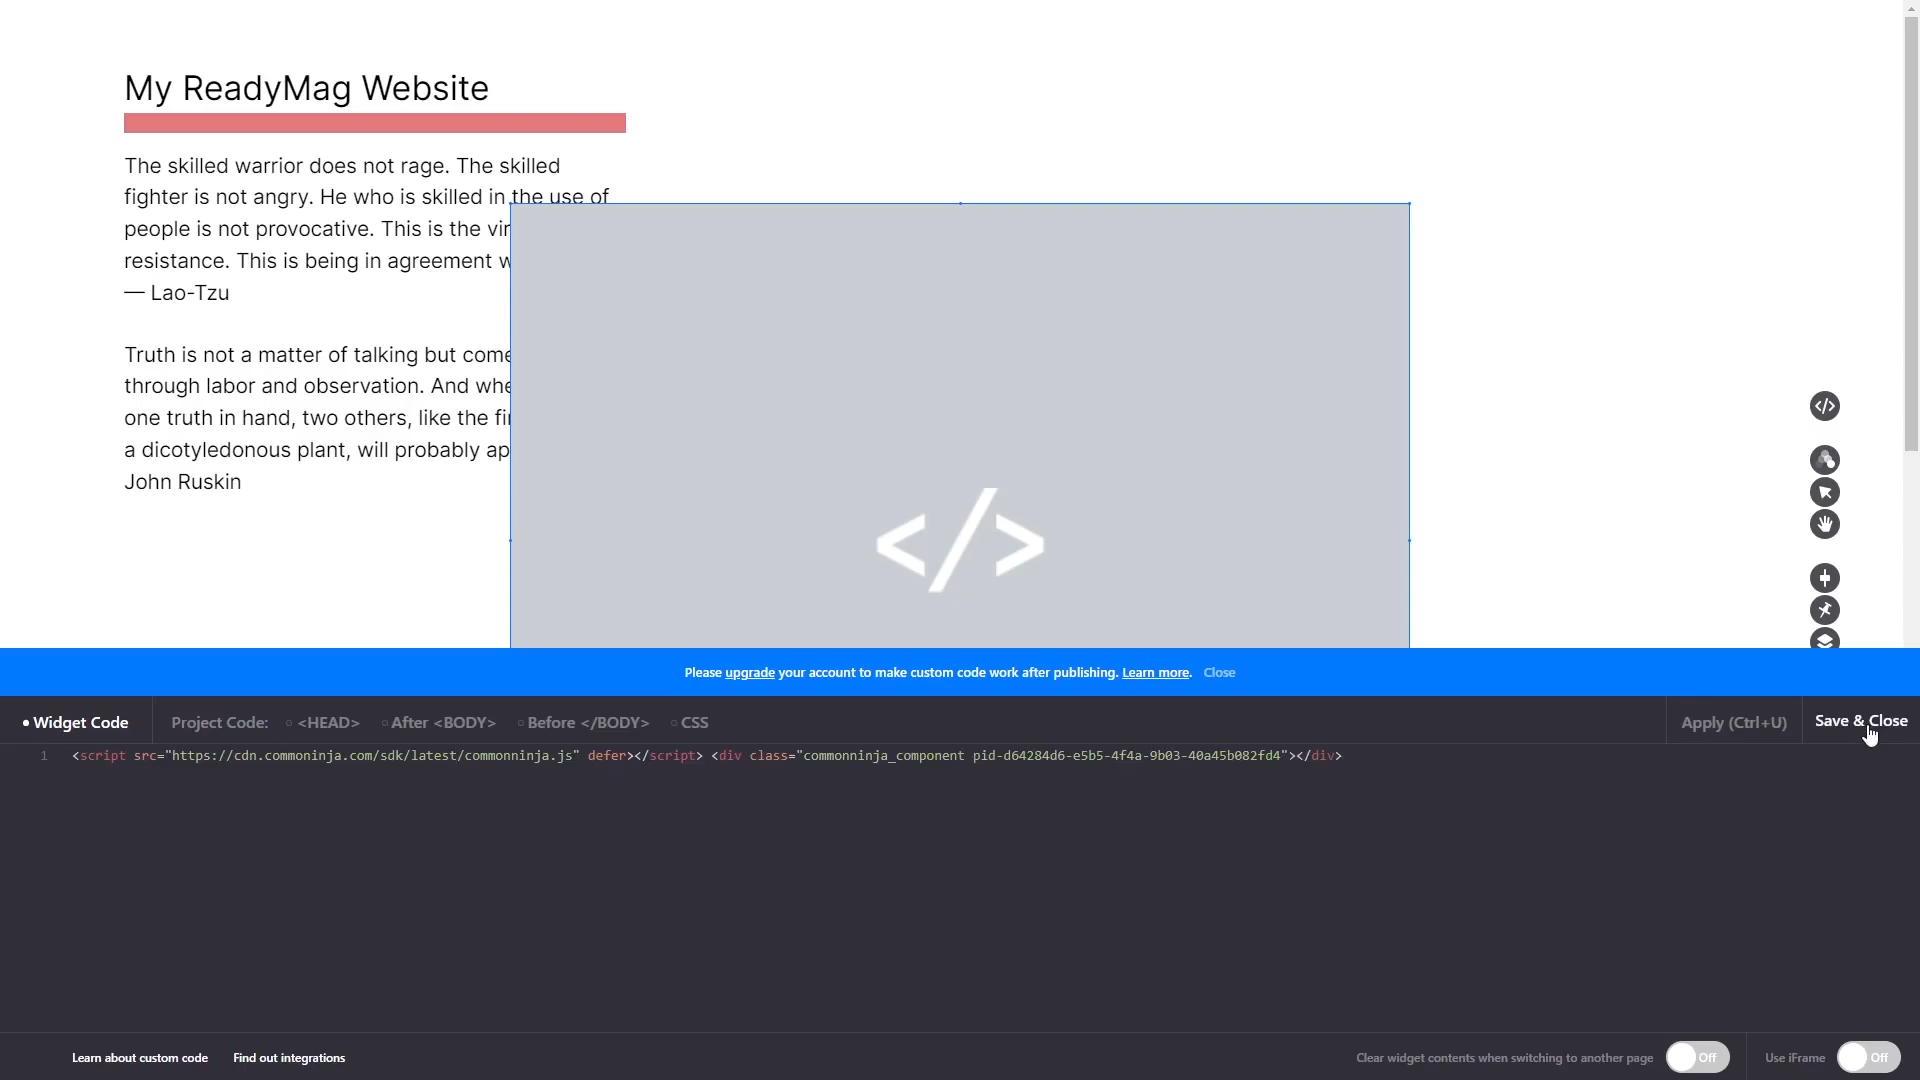 My ReadyMag Website
The skilled warrior does not rage. The skilled
fighter is not angry. He who is skilled in the use of
people is not provocative. This is the vir
resistance. This is being in agreement w
— Lao-Tzu
Truth is not a matter of talking but come
through labor and observation. And whe
one truth in hand, two others, like the fi
a dicotyledonous plant, will probably ap
John Ruskin
</>
Please upgrade your account to make custom code work after publishing. Learn more. Close
Widget Code Project Code: <HEAD> After <BODY> Before </BODY> CSS Apply (Ctrl+U) Save & Close
1 <script src="https://cdn.commoninja.com/sdk/latest/commonninja.js" defer></script> <div class="commonninja_component pid-d64284d6-e5b5-4f4a-9b03-40a45b082fd4"></div>
Learn about custom code Find out integrations Clear widget contents when switching to another page Off Use iFrame Off